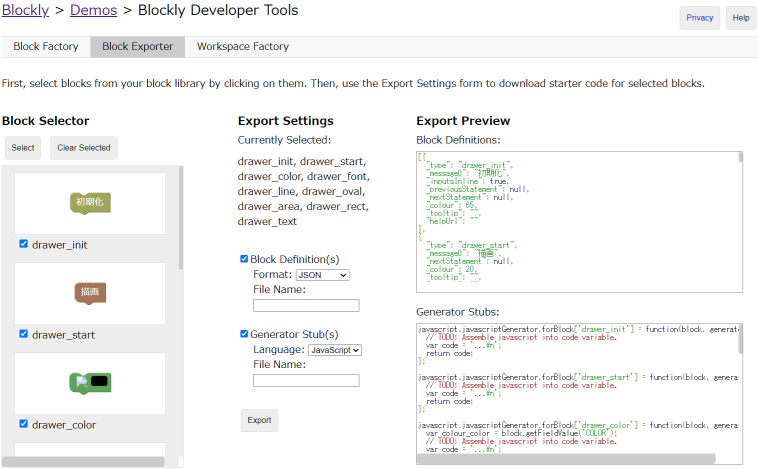 Blockly > Demos > Blockly Developer Tools
Privacy
Help
Block Factory
Block Exporter
Workspace Factory
First, select blocks from your block library by clicking on them. Then, use the Export Settings form to download starter code for selected blocks.
Block Selector
Select
Clear Selected
初期化
drawer_init
描画
drawer_start
drawer_color
Export Settings
Currently Selected:
drawer_init, drawer_start,
drawer_color, drawer_font,
drawer_line, drawer_oval,
drawer_area, drawer_rect,
drawer_text
Block Definition(s)
Format: JSON
File Name:
Generator Stub(s)
Language: JavaScript
File Name:
Export
Export Preview
Block Definitions:
[{
"type": "drawer_init",
"message0": "初期化",
"inputsInline": true,
"previousStatement": null,
"nextStatement": null,
"colour": 65,
"tooltip": "",
"helpUrl": ""
},
{
"type": "drawer_start",
"message0": "描画",
"nextStatement": null,
"colour": 20,
"tooltip": "",
Generator Stubs:
javascript.javascriptGenerator.forBlock['drawer_init'] = function(block, generat
// TODO: Assemble javascript into code variable.
var code = '...¥n';
return code;
};
javascript.javascriptGenerator.forBlock['drawer_start'] = function(block, genera
// TODO: Assemble javascript into code variable.
var code = '...¥n';
return code;
};
javascript.javascriptGenerator.forBlock['drawer_color'] = function(block, genera
var colour_color = block.getFieldValue('COLOR');
// TODO: Assemble javascript into code variable.
var code = '...¥n';